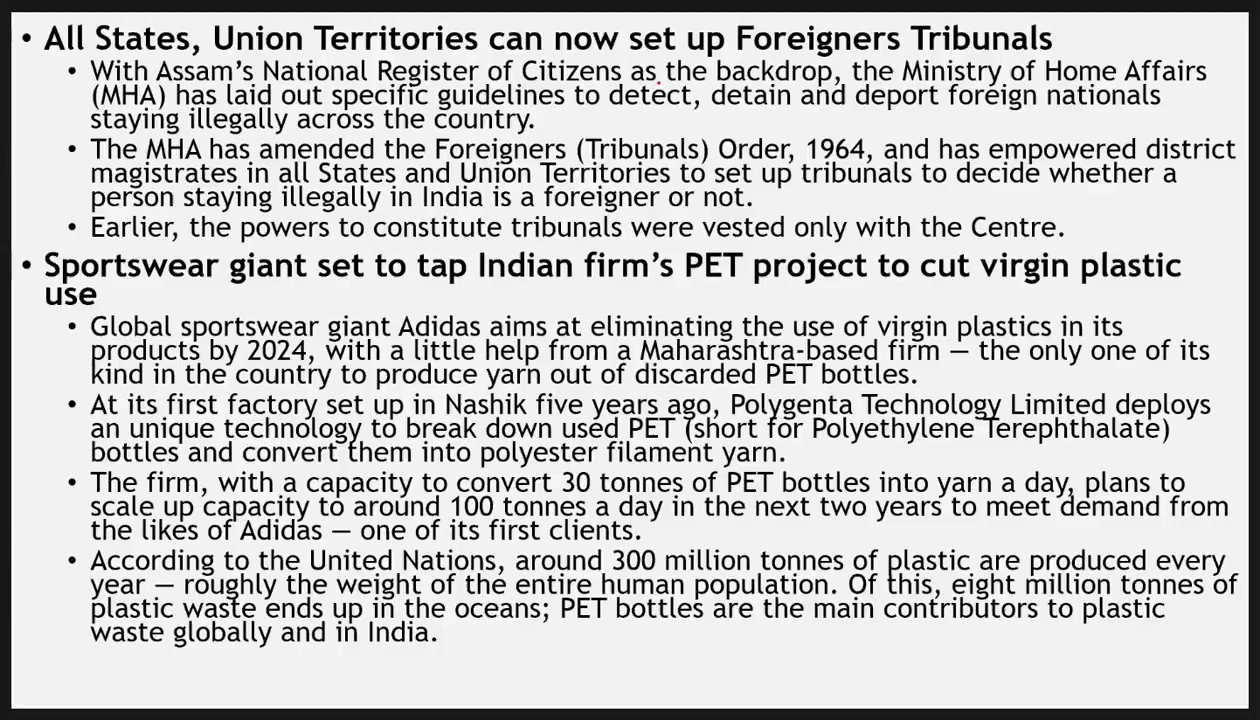 • All States, Union Territories can now set up Foreigners Tribunals
• With Assam’s National Register of Citizens as the backdrop, the Ministry of Home Affairs
(MHA) has laid out specific guidelines to detect, detain and deport foreign nationals
staying illegally across the country.
• The MHA has amended the Foreigners (Tribunals) Order, 1964, and has empowered district
magistrates in all States and Union Territories to set up tribunals to decide whether a
person staying illegally in India is a foreigner or not.
• Earlier, the powers to constitute tribunals were vested only with the Centre.
• Sportswear giant set to tap Indian firm’s PET project to cut virgin plastic
use
• Global sportswear giant Adidas aims at eliminating the use of virgin plastics in its
products by 2024, with a little help from a Maharashtra-based firm — the only one of its
kind in the country to produce yarn out of discarded PET bottles.
• At its first factory set up in Nashik five years ago, Polygenta Technology Limited deploys
an unique technology to break down used PET (short for Polyethylene Terephthalate)
bottles and convert them into polyester filament yarn.
• The firm, with a capacity to convert 30 tonnes of PET bottles into yarn a day, plans to
scale up capacity to around 100 tonnes a day in the next two years to meet demand from
the likes of Adidas — one of its first clients.
• According to the United Nations, around 300 million tonnes of plastic are produced every
year — roughly the weight of the entire human population. Of this, eight million tonnes of
plastic waste ends up in the oceans; PET bottles are the main contributors to plastic
waste globally and in India.